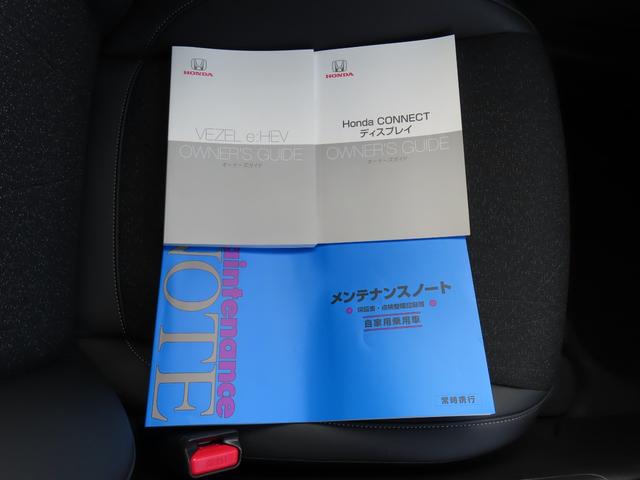 HONDA
VEZEL e:HEV
OWNER'S GUIDE
オーナーズガイド
HONDA
Honda CONNECT
ディスプレイ
OWNER'S GUIDE
オーナーズガイド
maintenance
NOTE
メンテナンスノート
保証書・点検整備記録簿
自家用乗用車
常時携行